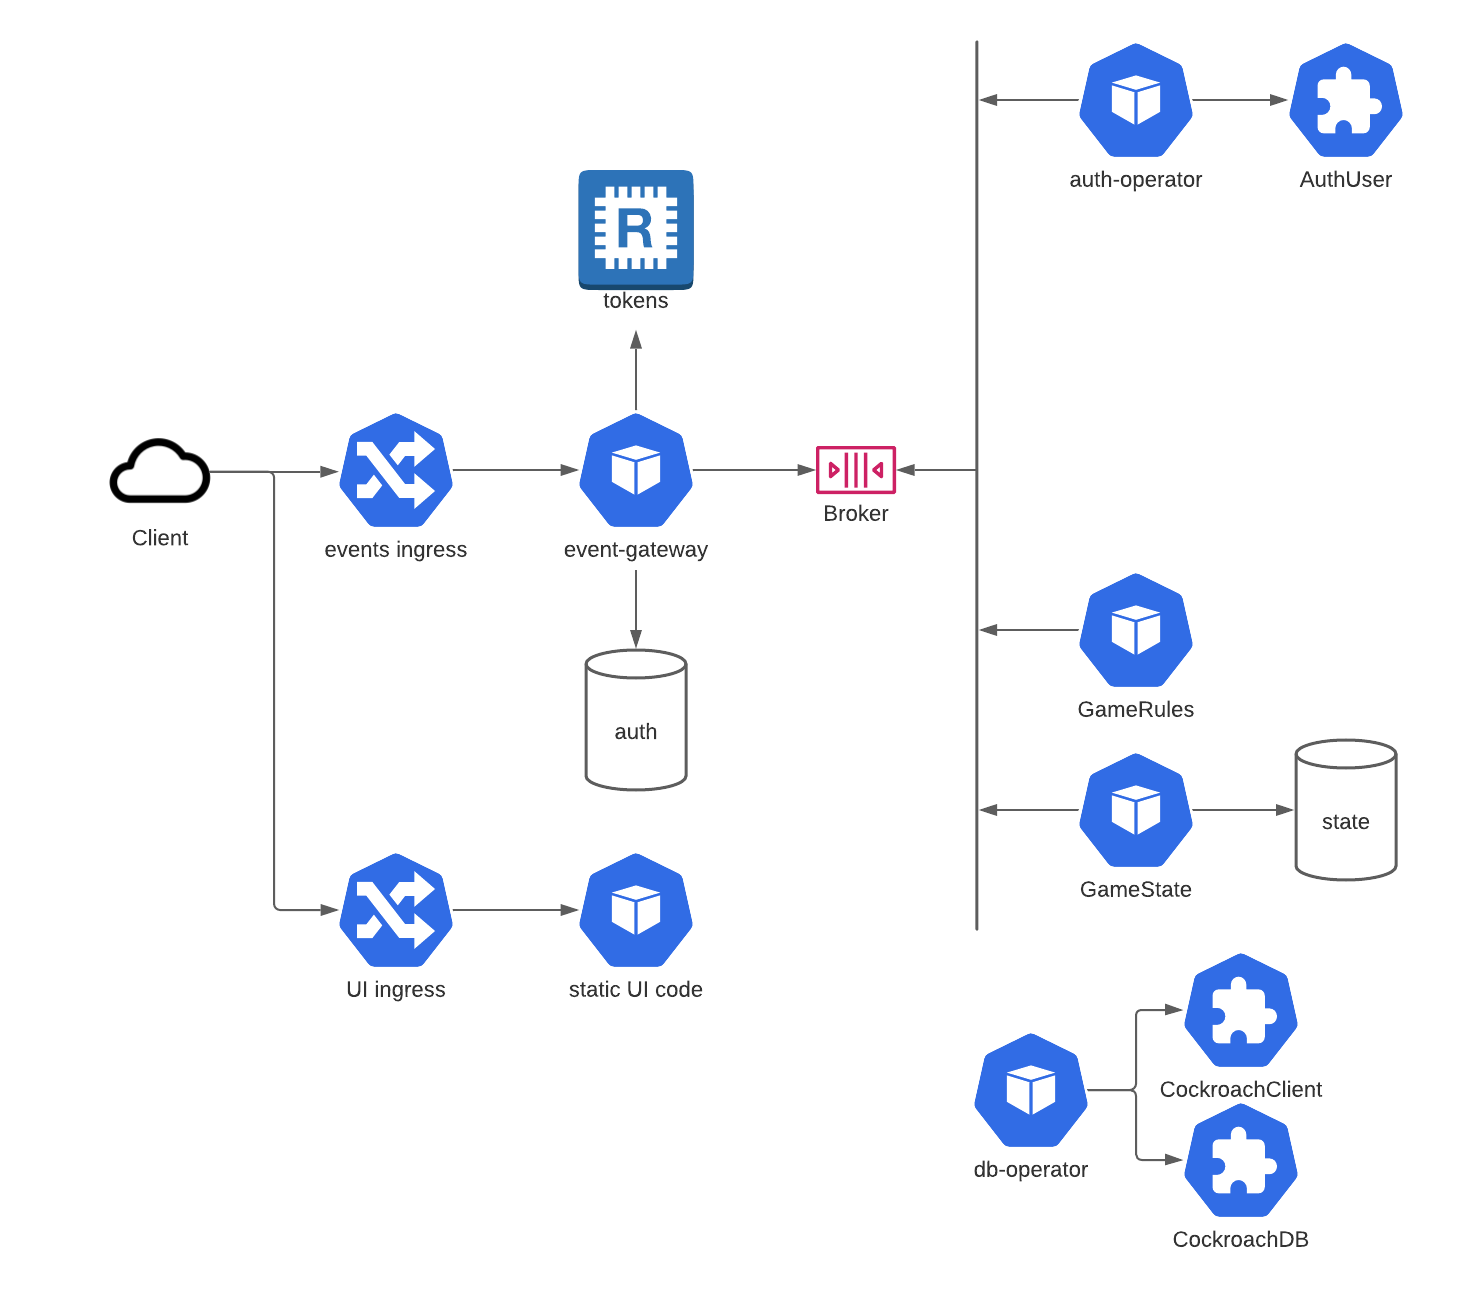 auth-operator
AuthUser
R
tokens
Client
events ingress
event-gateway
Broker
auth
GameRules
GameState
state
UI ingress
static UI code
CockroachClient
db-operator
CockroachDB